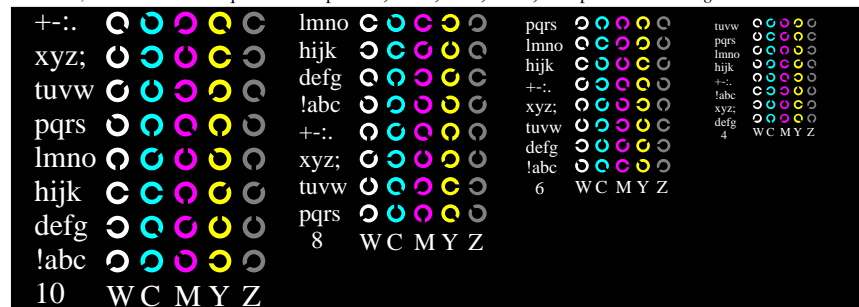 +-:.
xyz;
tuvw
pqrs
lmno
hijk
defg
!abc
10 W C M Y Z
lmno
hijk
defg
!abc
+-:.
xyz;
tuvw
pqrs
8 W C M Y Z
pqrs
lmno
hijk
+-:.
xyz;
tuvw
defg
!abc
6 W C M Y Z
tuvw
pqrs
lmno
hijk
+-:.
!abc
xyz;
defg
4 W C M Y Z